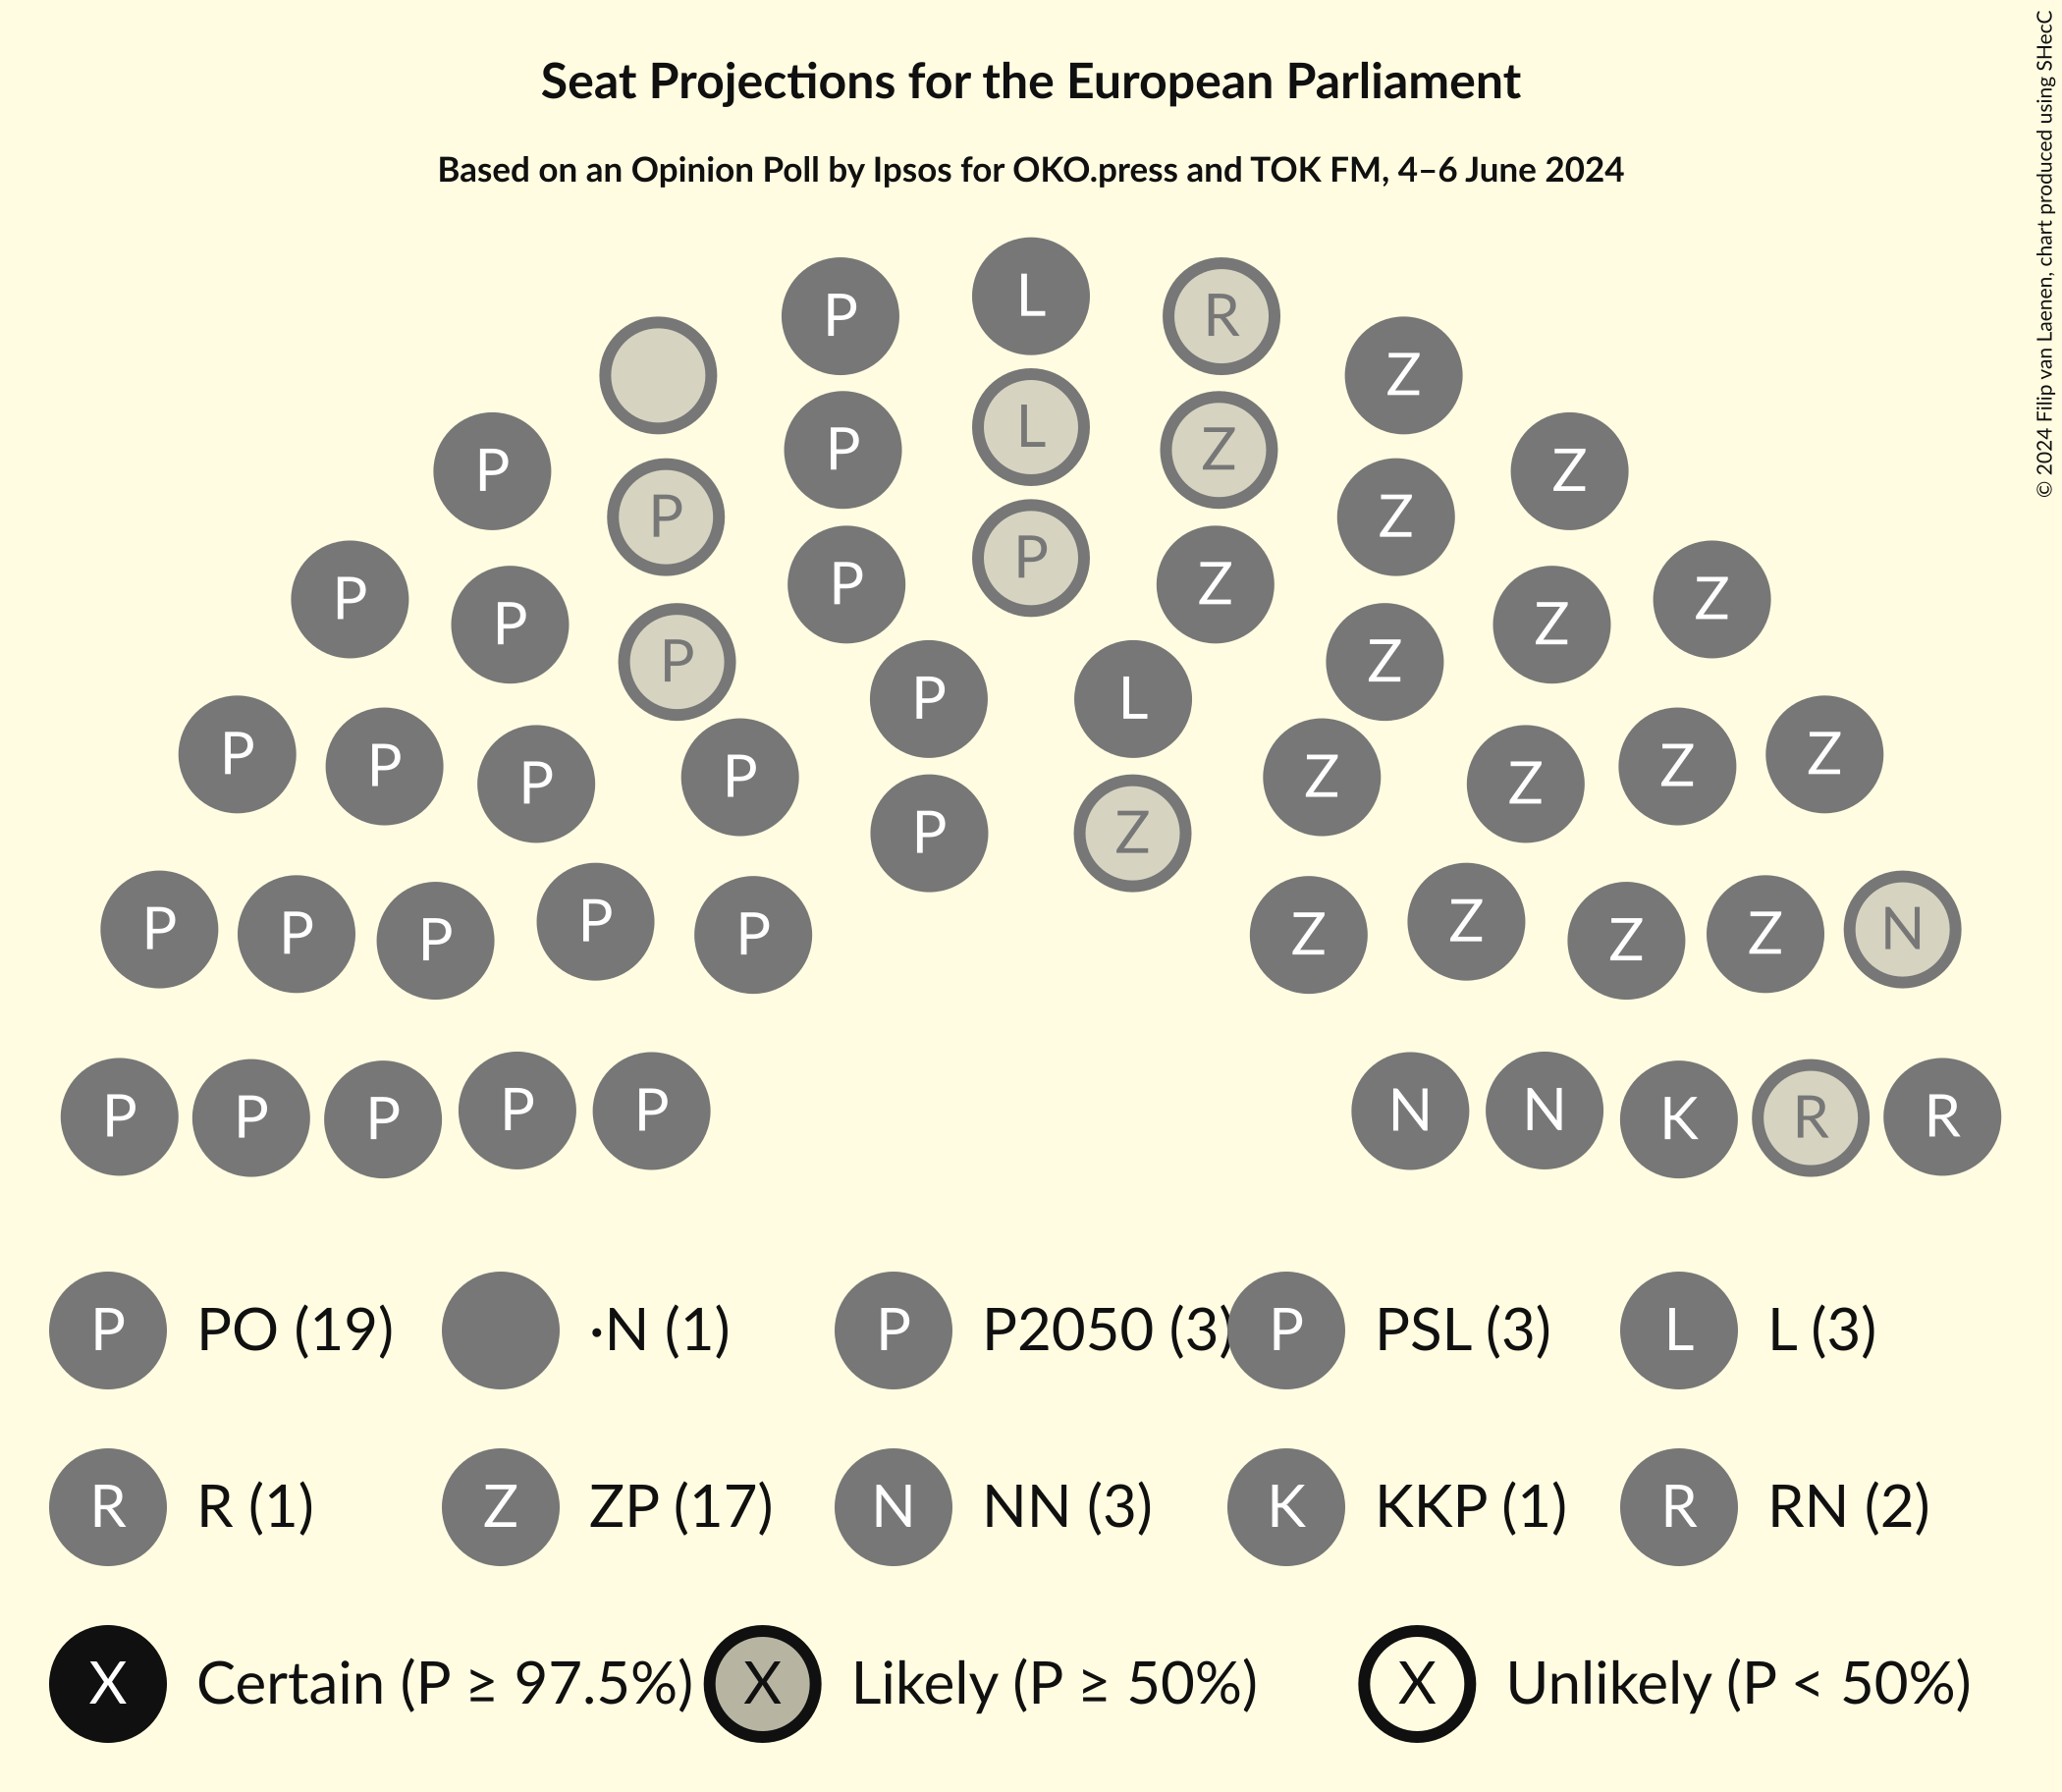 Seat Projections for the European Parliament
Based on an Opinion Poll by Ipsos for OKO.press and TOK FM, 4–6 June 2024
© 2024 Filip van Laenen, chart produced using SHecC
L
P R
Z
L
P Z
P Z
P Z
P
P Z
P Z
P Z
P Z
P L
P Z
P P Z Z
P P Z Z
P Z
P P P P P Z Z Z Z N
P P P P P N N K R R
P PO (19) ·N (1) P P2050 (3) P PSL (3) L L (3)
R R (1) Z ZP (17) N NN (3) K KKP (1) R RN (2)
X Certain (P ≥ 97.5%) X Likely (P ≥ 50%) X Unlikely (P < 50%)